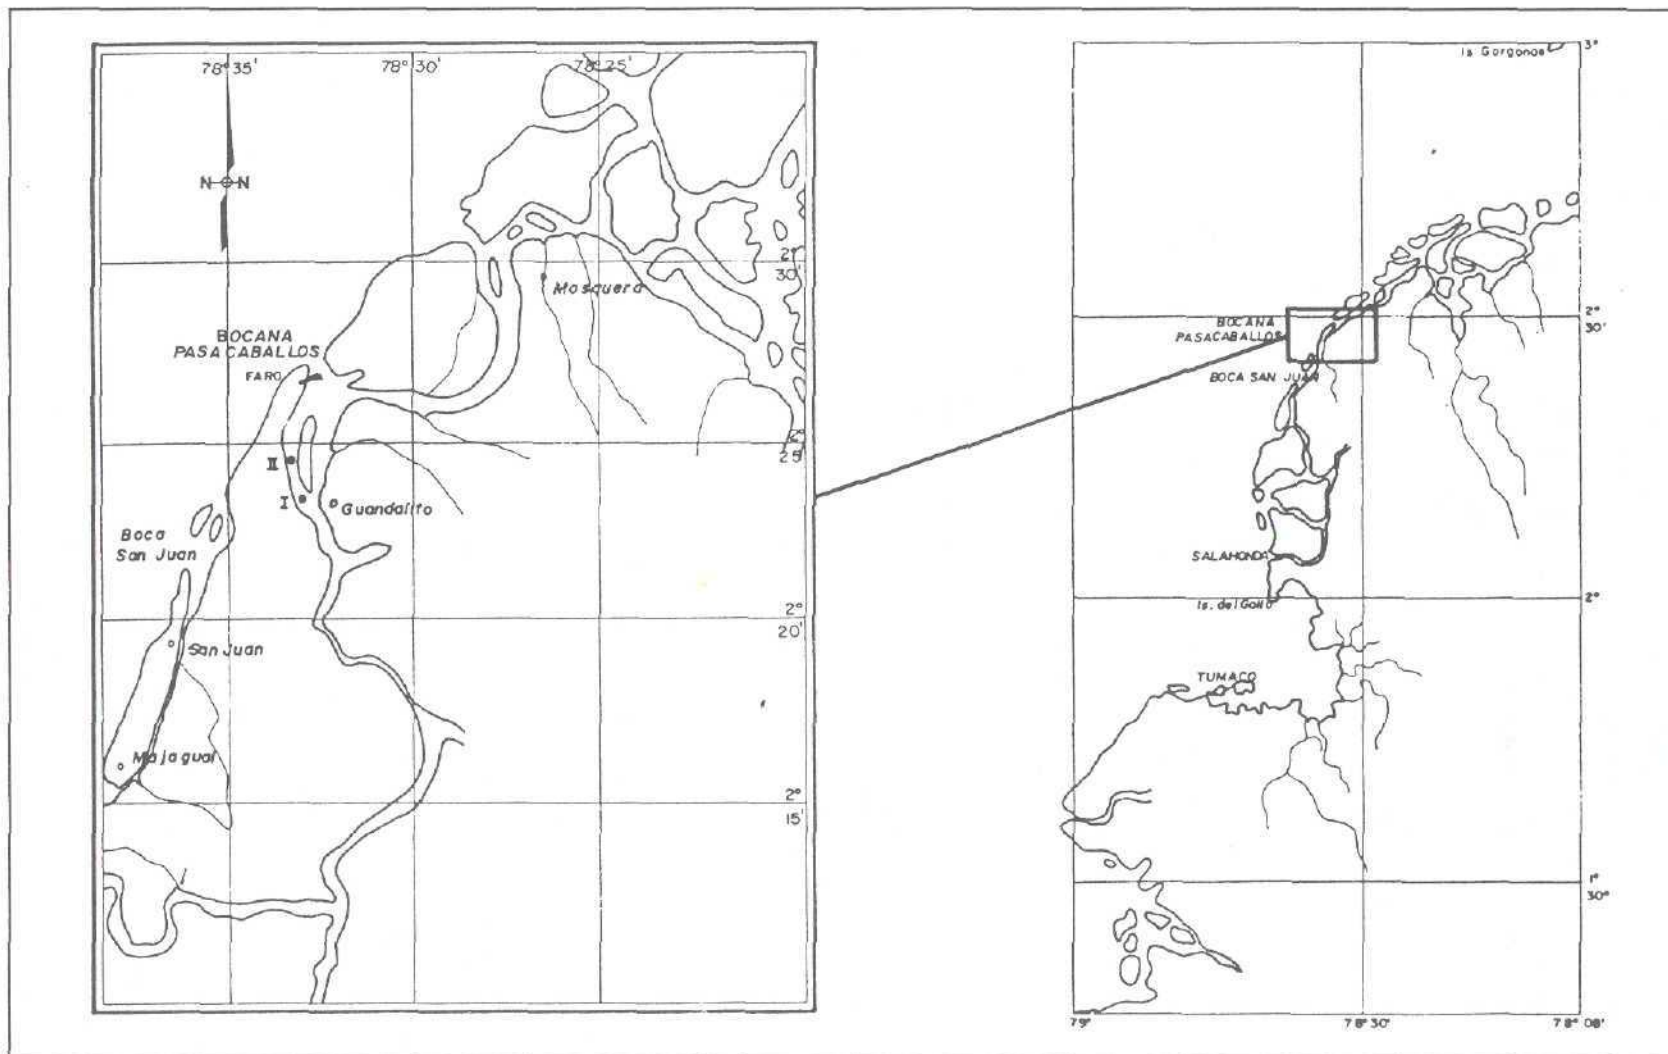 78° 35'
78° 30'
78° 25'
N N
2°
30'
Mosquera
BOCANA
PASACABALLOS
FARO
2°
25'
II
I
Guandalito
Boca
San Juan
2°
20'
San Juan
Majagual
2°
15'
Is Gorgonas
3°
2°
30'
BOCANA
PASACABALLOS
BOCA SAN JUAN
SALAHONDA
2°
Is. del Gallo
TUMACO
1°
30°
79°
78° 30'
78° 08'